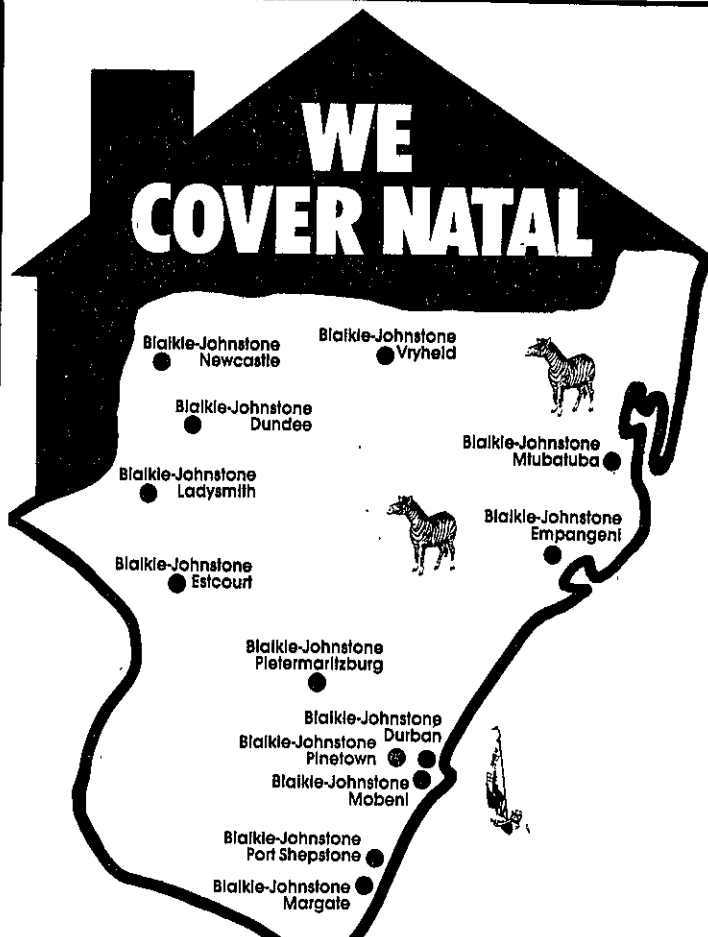 WE
COVER NATAL
Blaikie-Johnstone
Newcastle
Blaikie-Johnstone
Vryheid
Blaikie-Johnstone
Dundee
Blaikie-Johnstone
Mtubatuba
Blaikie-Johnstone
Ladysmith
Blaikie-Johnstone
Empangeni
Blaikie-Johnstone
Estcourt
Blaikie-Johnstone
Pietermaritzburg
Blaikie-Johnstone
Durban
Blaikie-Johnstone
Pinetown
Blaikie-Johnstone
Mobeni
Blaikie-Johnstone
Port Shepstone
Blaikie-Johnstone
Margate